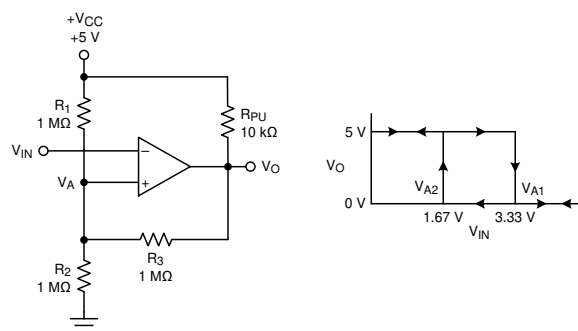 +VCC
+5 V
R1
1 MΩ
RPU
10 kΩ
VIN
−
+
VA
VO
R3
1 MΩ
R2
1 MΩ
5 V
VO
VA2
VA1
0 V
1.67 V
3.33 V
VIN